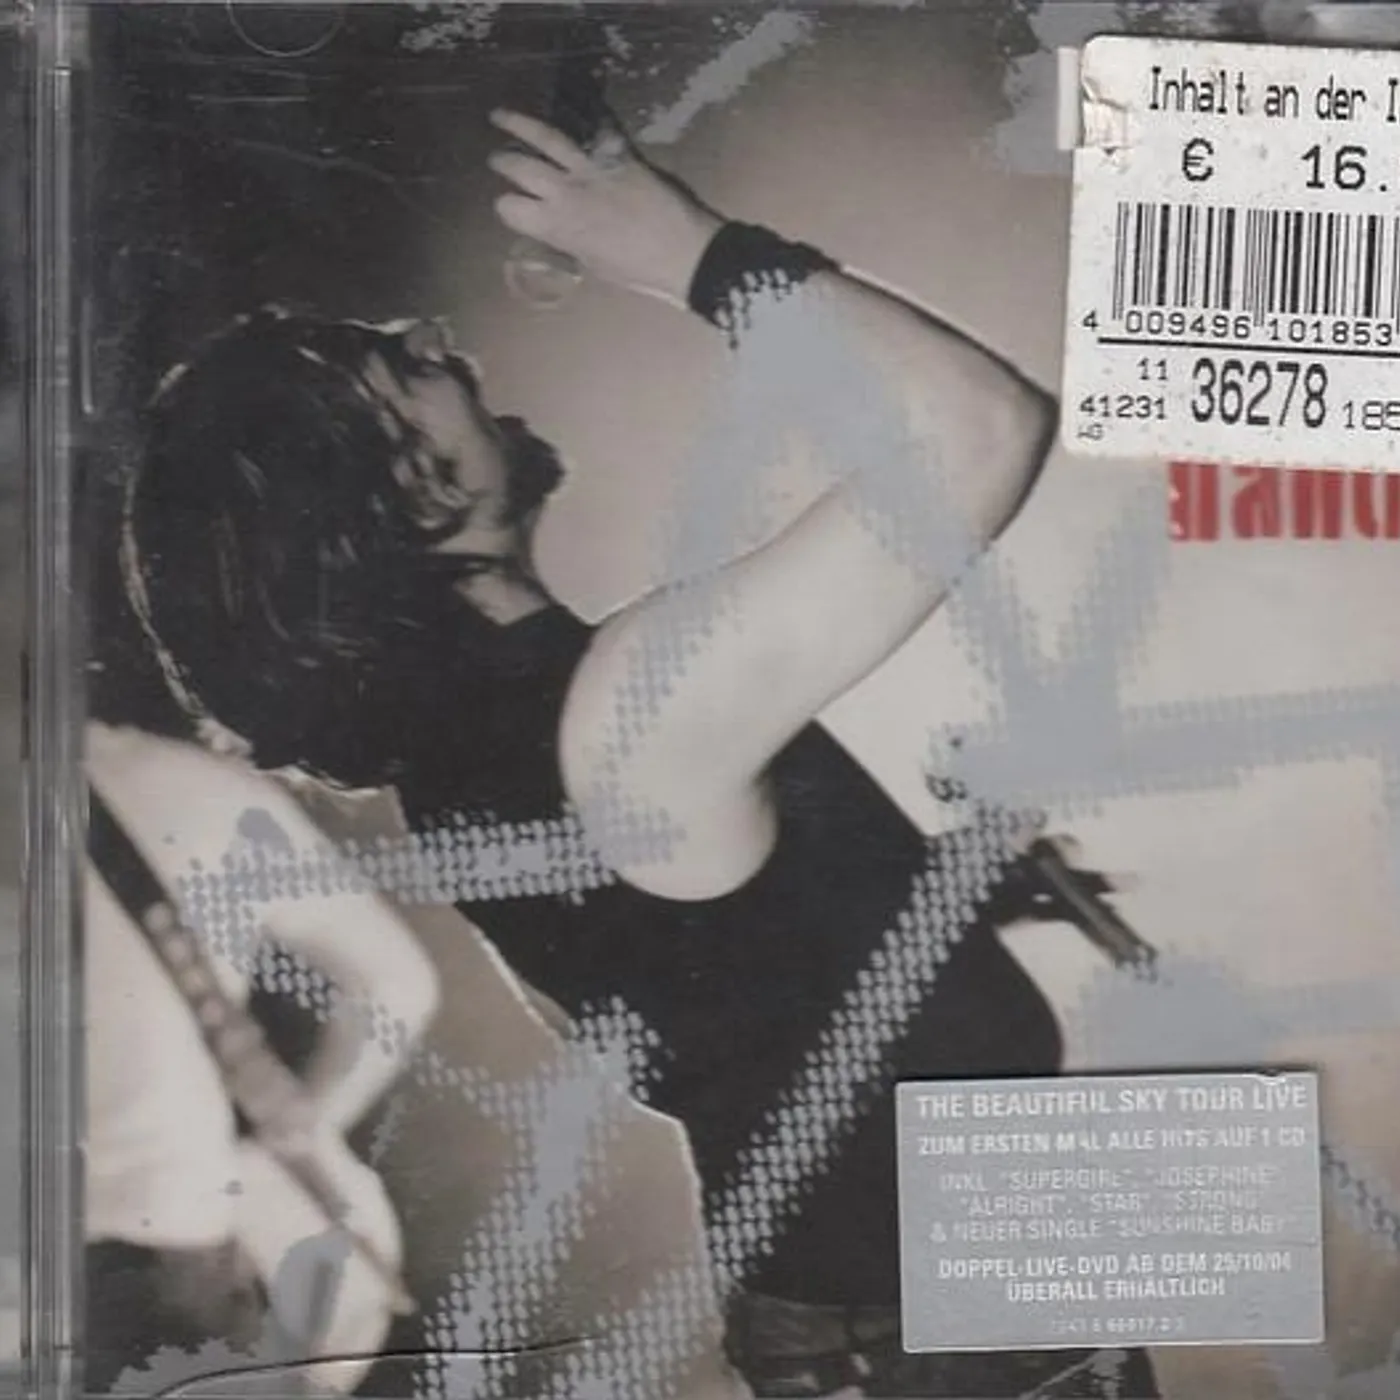 Inhalt an der
€ 16.
4 009496 101853
11
41231 36278 185
WG
THE BEAUTIFUL SKY TOUR LIVE
ZUM ERSTEN MAL ALLE HITS AUF 1 CD
INKL. "SUPERGIRL", "JOSEPHINE"
"ALRIGHT", "STAR", "STRONG"
& NEUER SINGLE "SUNSHINE BABY"
DOPPEL-LIVE-DVD AB DEM 25/10/04
ÜBERALL ERHÄLTLICH